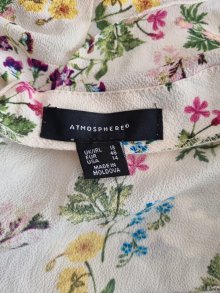 ATMOSPHERE®
UK/IRL 18
EUR 46
USA 14
MADE IN
MOLDOVA